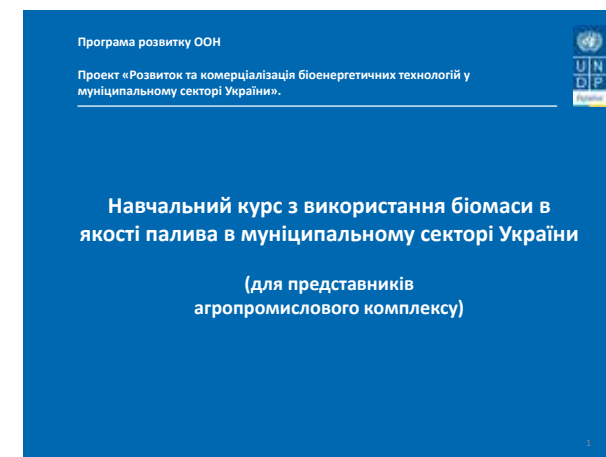 Програма розвитку ООН
Проект «Розвиток та комерціалізація біоенергетичних технологій у
муніципальному секторі України».
U N
D P
Навчальний курс з використання біомаси в
якості палива в муніципальному секторі України
(для представників
агропромислового комплексу)
1